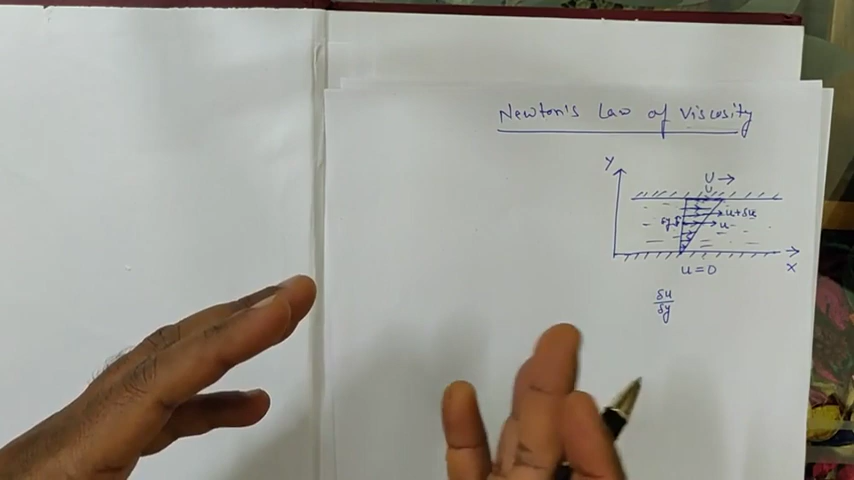 Newton's Law of Viscosity
Y
U →
U
u+δu
δy
u
X
u=0
δu
δy